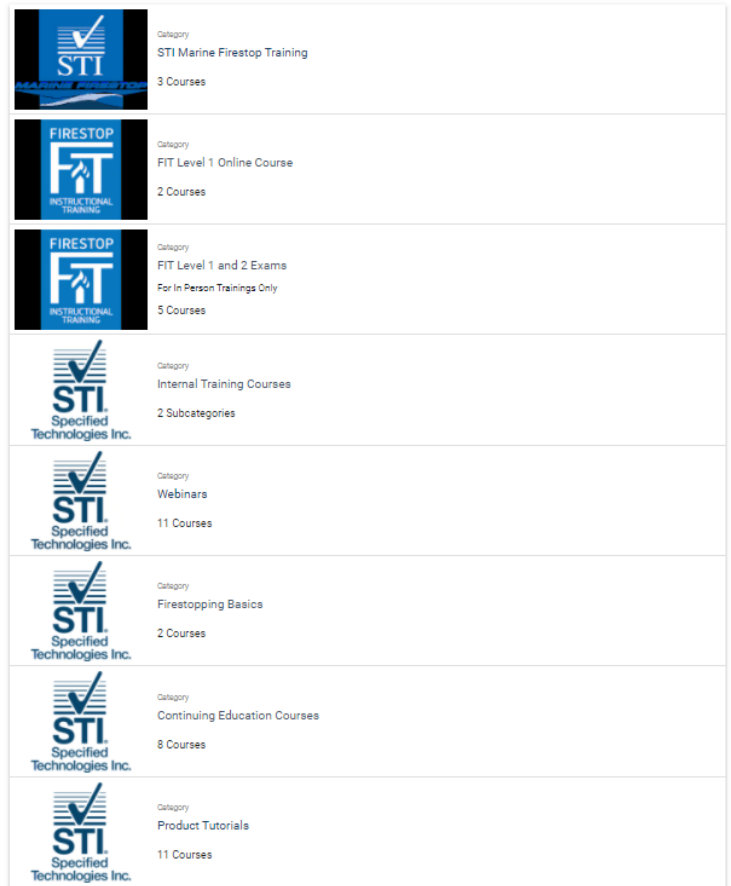 STI
MARINE FIRESTOP
Category
STI Marine Firestop Training
3 Courses
FIRESTOP
FIT
INSTRUCTIONAL
TRAINING
Category
FIT Level 1 Online Course
2 Courses
FIRESTOP
FIT
INSTRUCTIONAL
TRAINING
Category
FIT Level 1 and 2 Exams
For In Person Trainings Only
5 Courses
STI.
Specified
Technologies Inc.
Category
Internal Training Courses
2 Subcategories
STI.
Specified
Technologies Inc.
Category
Webinars
11 Courses
STI.
Specified
Technologies Inc.
Category
Firestopping Basics
2 Courses
STI.
Specified
Technologies Inc.
Category
Continuing Education Courses
8 Courses
STI.
Specified
Technologies Inc.
Category
Product Tutorials
11 Courses